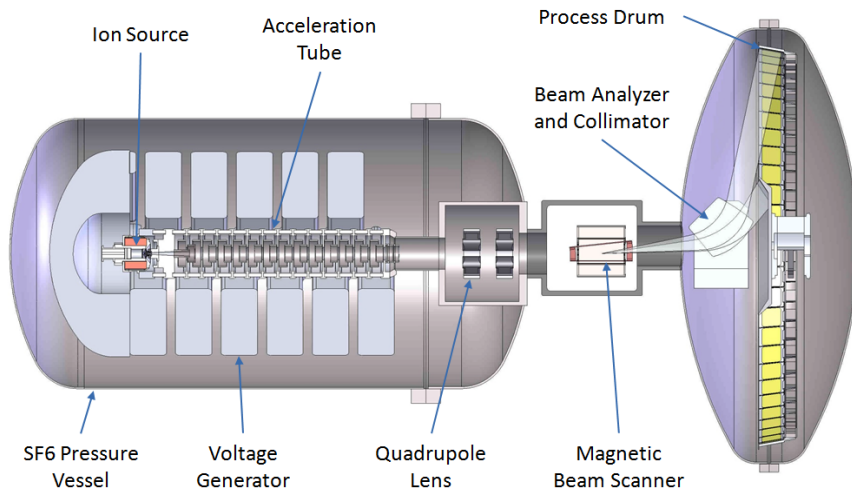 Ion Source
Acceleration
Tube
Process Drum
Beam Analyzer
and Collimator
SF6 Pressure
Vessel
Voltage
Generator
Quadrupole
Lens
Magnetic
Beam Scanner